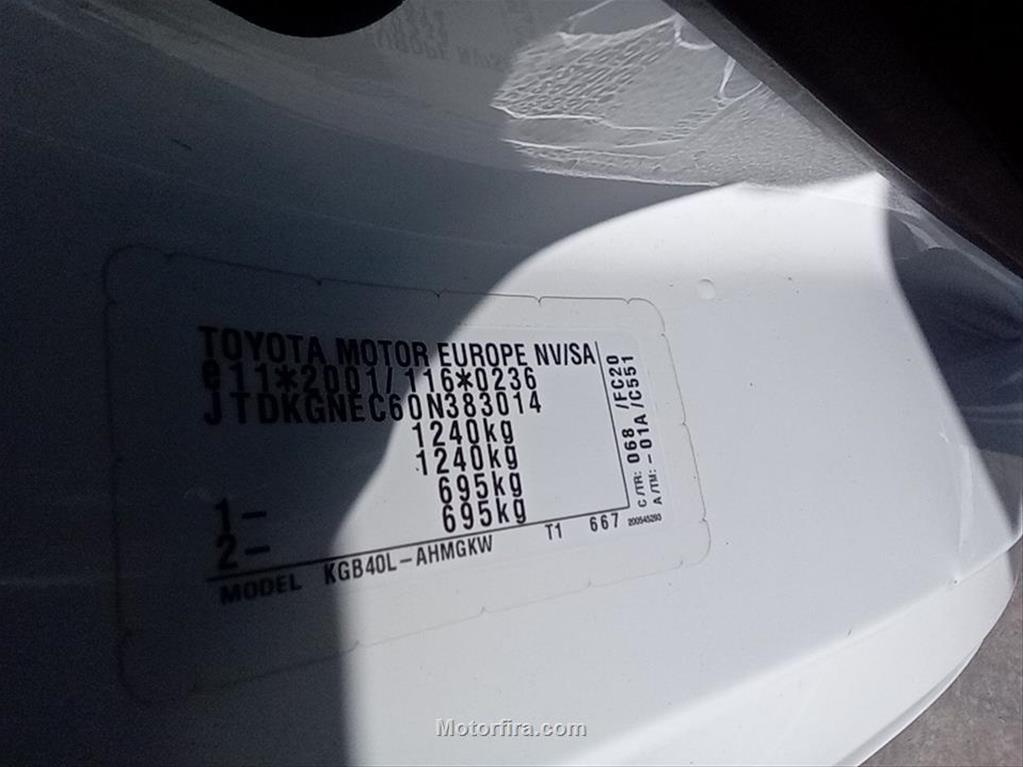 TOYOTA MOTOR EUROPE NV/SA
e11*2001/116*0236
JTDKGNEC60N383014
1240kg
1240kg
1- 695kg
2- 695kg
MODEL KGB40L-AHMGKW T1 667
C/TR: 068 /FC20
A/TM: -01A /C551
200545293
Motorfira.com